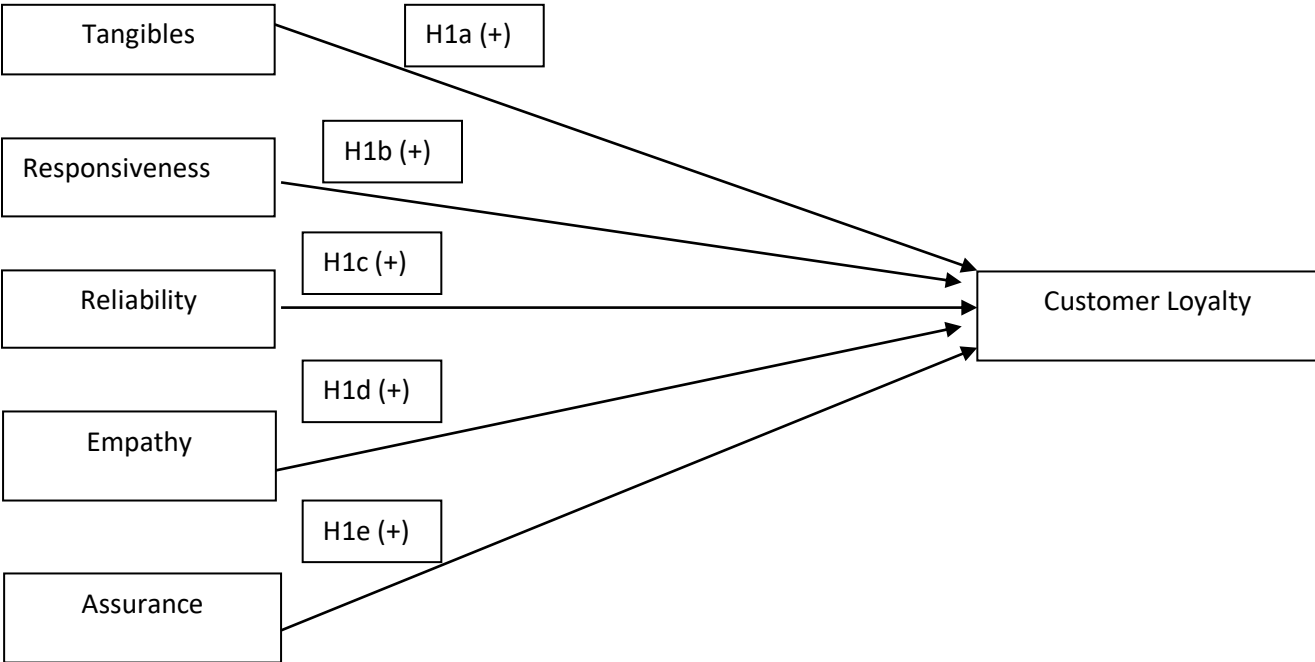 Tangibles
H1a (+)
Responsiveness
H1b (+)
H1c (+)
Reliability
Customer Loyalty
H1d (+)
Empathy
H1e (+)
Assurance